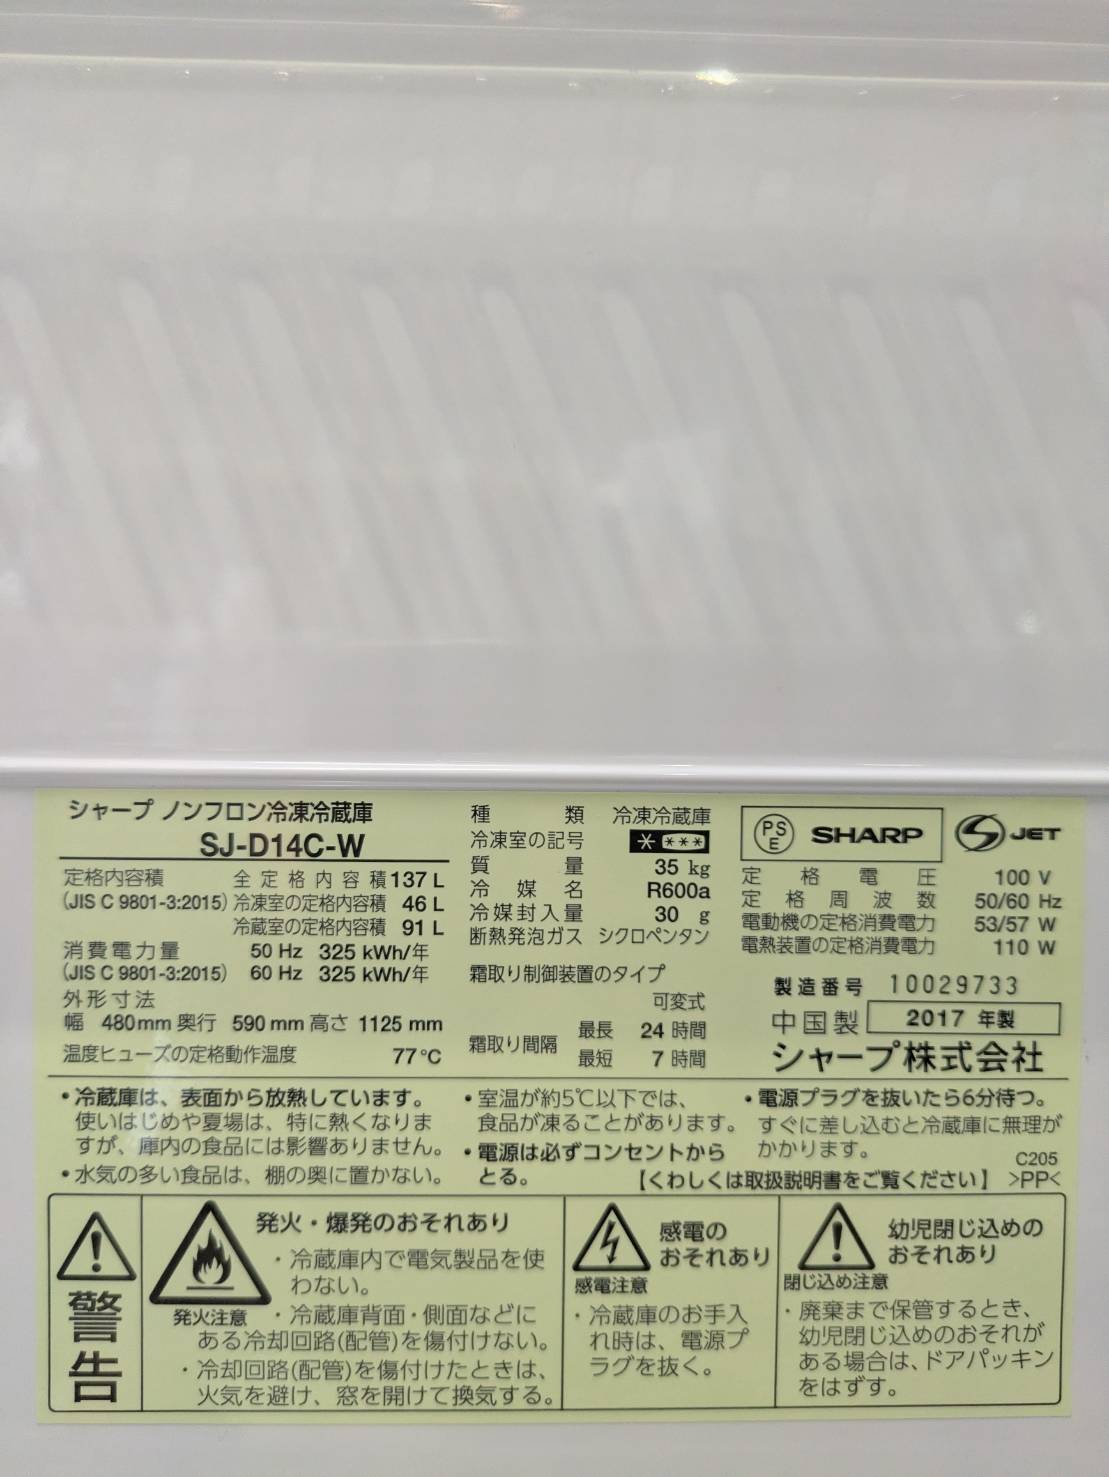 シャープ ノンフロン冷凍冷蔵庫
SJ-D14C-W
定格内容積 全定格内容積 137 L
(JIS C 9801-3:2015) 冷凍室の定格内容積 46 L
冷蔵室の定格内容積 91 L
消費電力量 50 Hz 325 kWh/年
(JIS C 9801-3:2015) 60 Hz 325 kWh/年
外形寸法
幅 480mm 奥行 590 mm 高さ 1125 mm
温度ヒューズの定格動作温度 77℃
種類 冷凍冷蔵庫
冷凍室の記号 * ***
質量 35 kg
冷媒名 R600a
冷媒封入量 30 g
断熱発泡ガス シクロペンタン
霜取り制御装置のタイプ
可変式
霜取り間隔 最長 24 時間
最短 7 時間
PSE SHARP S JET
定格電圧 100 V
定格周波数 50/60 Hz
電動機の定格消費電力 53/57 W
電熱装置の定格消費電力 110 W
製造番号 10029733
中国製 2017 年製
シャープ株式会社
・冷蔵庫は、表面から放熱しています。
使いはじめや夏場は、特に熱くなりま
すが、庫内の食品には影響ありません。
・水気の多い食品は、棚の奥に置かない。
・室温が約5℃以下では、
食品が凍ることがあります。
・電源は必ずコンセントから
とる。
・電源プラグを抜いたら6分待つ。
すぐに差し込むと冷蔵庫に無理が
かかります。
C205
【くわしくは取扱説明書をご覧ください】 >PP<
警告
発火・爆発のおそれあり
発火注意
・冷蔵庫内で電気製品を使
わない。
・冷蔵庫背面・側面などに
ある冷却回路(配管)を傷付けない。
・冷却回路(配管)を傷付けたときは、
火気を避け、窓を開けて換気する。
感電の
おそれあり
感電注意
・冷蔵庫のお手入
れ時は、電源プ
ラグを抜く。
幼児閉じ込めの
おそれあり
閉じ込め注意
・廃棄まで保管するとき、
幼児閉じ込めのおそれが
ある場合は、ドアパッキン
をはずす。